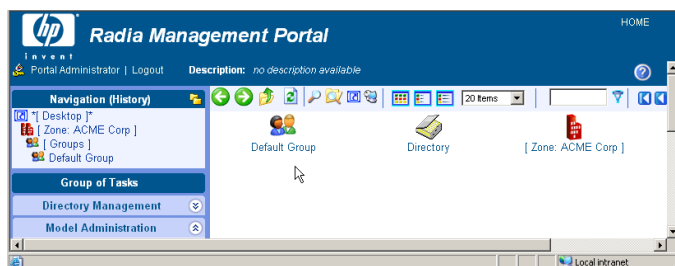 hp
invent
Radia Management Portal
HOME
Portal Administrator | Logout
Description: no description available
Navigation (History)
*[ Desktop ]*
[ Zone: ACME Corp ]
[ Groups ]
Default Group
20 Items
Default Group
Directory
[ Zone: ACME Corp ]
Group of Tasks
Directory Management
Model Administration
Local intranet